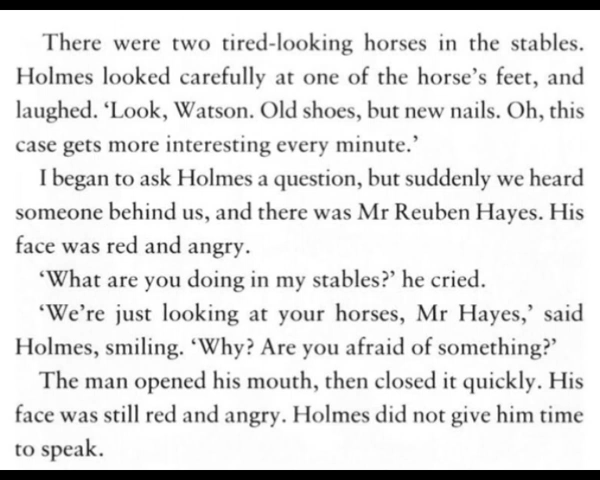 There were two tired-looking horses in the stables.
Holmes looked carefully at one of the horse's feet, and
laughed. ‘Look, Watson. Old shoes, but new nails. Oh, this
case gets more interesting every minute.’
I began to ask Holmes a question, but suddenly we heard
someone behind us, and there was Mr Reuben Hayes. His
face was red and angry.
‘What are you doing in my stables?’ he cried.
‘We're just looking at your horses, Mr Hayes,’ said
Holmes, smiling. ‘Why? Are you afraid of something?’
The man opened his mouth, then closed it quickly. His
face was still red and angry. Holmes did not give him time
to speak.